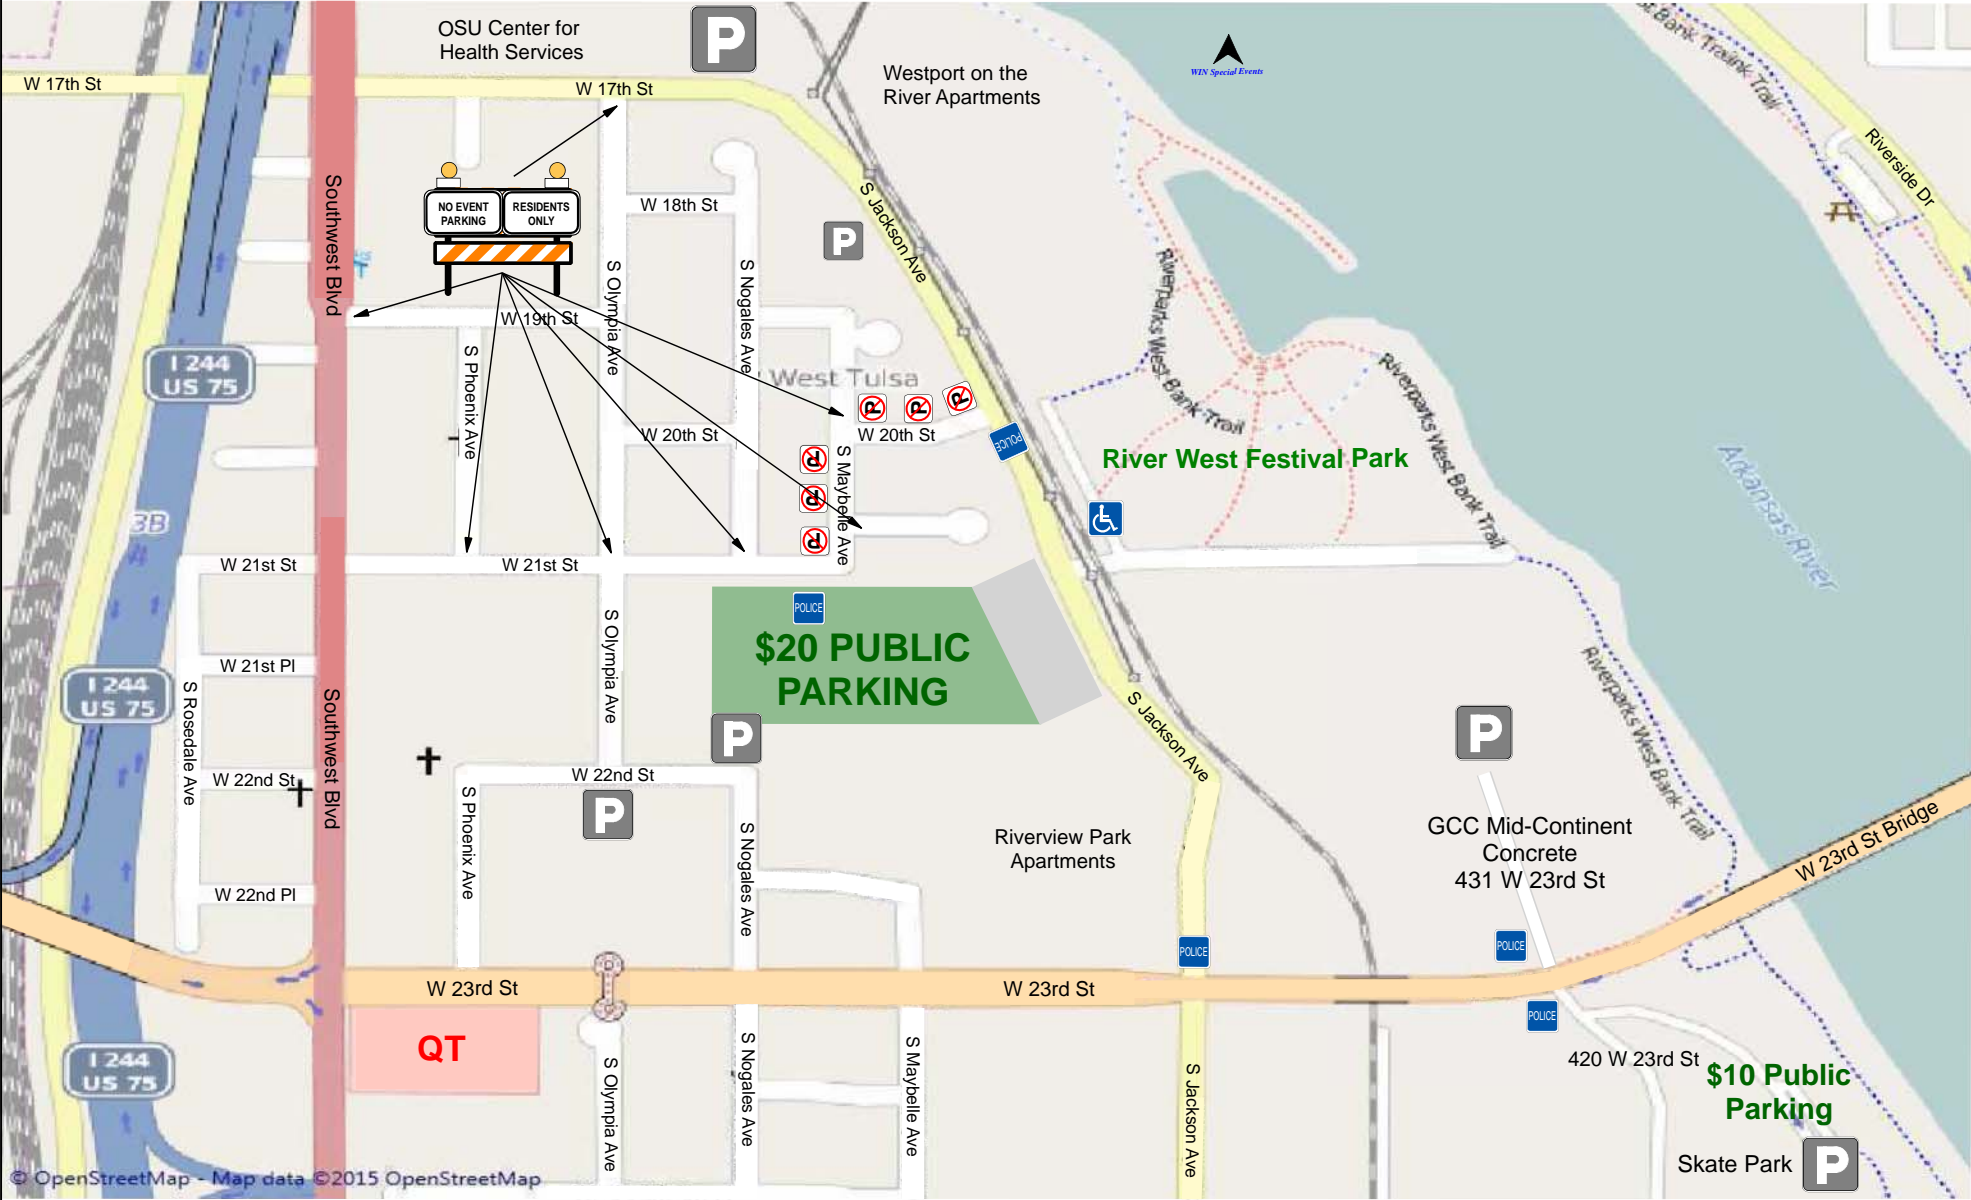 OSU Center for
Health Services
P
Westport on the
River Apartments
WIN Special Events
W 17th St
W 17th St
Riverside Dr
NO EVENT
PARKING
RESIDENTS
ONLY
Southwest Blvd
W 18th St
P
S Jackson Ave
S Olympia Ave
S Nogales Ave
W 19th St
Riverparks West Bank Trail
Riverparks West Bank Trail
I 244
US 75
S Phoenix Ave
West Tulsa
P
P
P
W 20th St
W 20th St
POLICE
River West Festival Park
P
P
P
S Maybelle Ave
Arkansas River
3B
W 21st St
W 21st St
POLICE
$20 PUBLIC
PARKING
S Olympia Ave
W 21st Pl
I 244
US 75
S Rosedale Ave
Southwest Blvd
S Jackson Ave
Riverparks West Bank Trail
P
P
W 22nd St
W 22nd St
P
S Phoenix Ave
S Nogales Ave
Riverview Park
Apartments
GCC Mid-Continent
Concrete
431 W 23rd St
W 23rd St Bridge
W 22nd Pl
POLICE
POLICE
W 23rd St
W 23rd St
POLICE
QT
I 244
US 75
S Olympia Ave
S Nogales Ave
S Maybelle Ave
S Jackson Ave
420 W 23rd St
$10 Public
Parking
Skate Park
P
© OpenStreetMap - Map data ©2015 OpenStreetMap